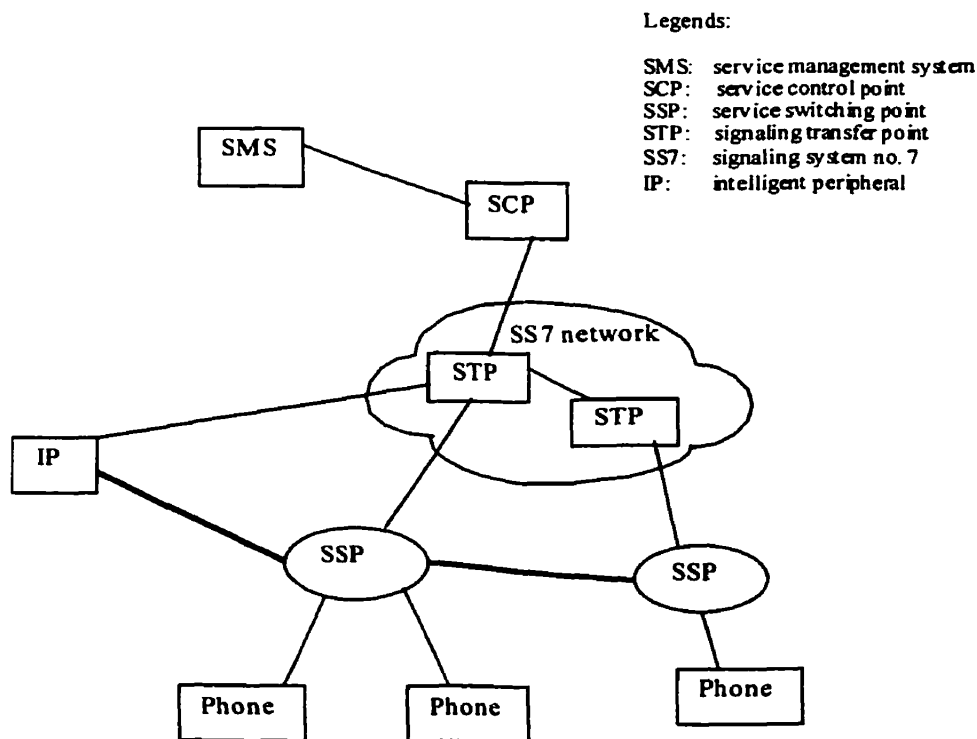 Legends:
SMS: service management system
SCP: service control point
SSP: service switching point
STP: signaling transfer point
SS7: signaling system no. 7
IP: intelligent peripheral
SMS
SCP
SS7 network
STP
STP
IP
SSP
SSP
Phone
Phone
Phone